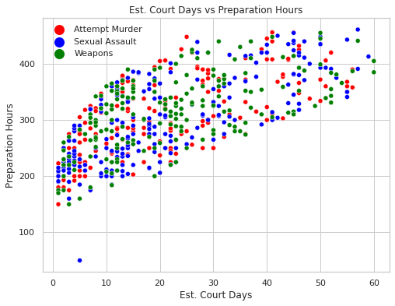 Est. Court Days vs Preparation Hours
Attempt Murder
Sexual Assault
Weapons
Preparation Hours
400
300
200
100
0
10
20
30
40
50
60
Est. Court Days